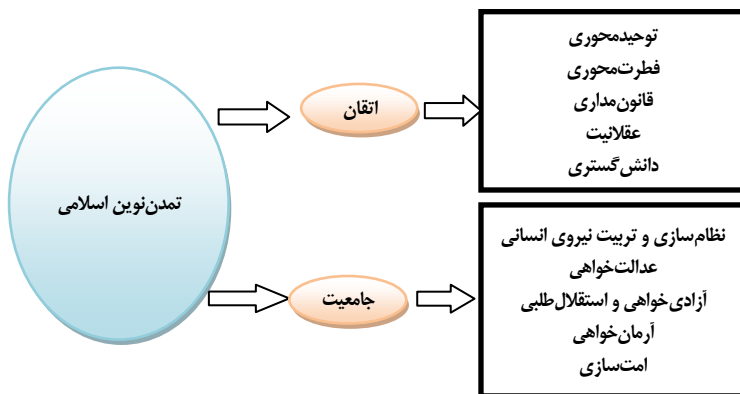 تمدن‌نوین اسلامی
اتقان
توحیدمحوری
فطرت‌محوری
قانون‌مداری
عقلانیت
دانش‌گستری
جامعیت
نظام‌سازی و تربیت نیروی انسانی
عدالت‌خواهی
آزادی‌خواهی و استقلال‌طلبی
آرمان‌خواهی
امت‌سازی